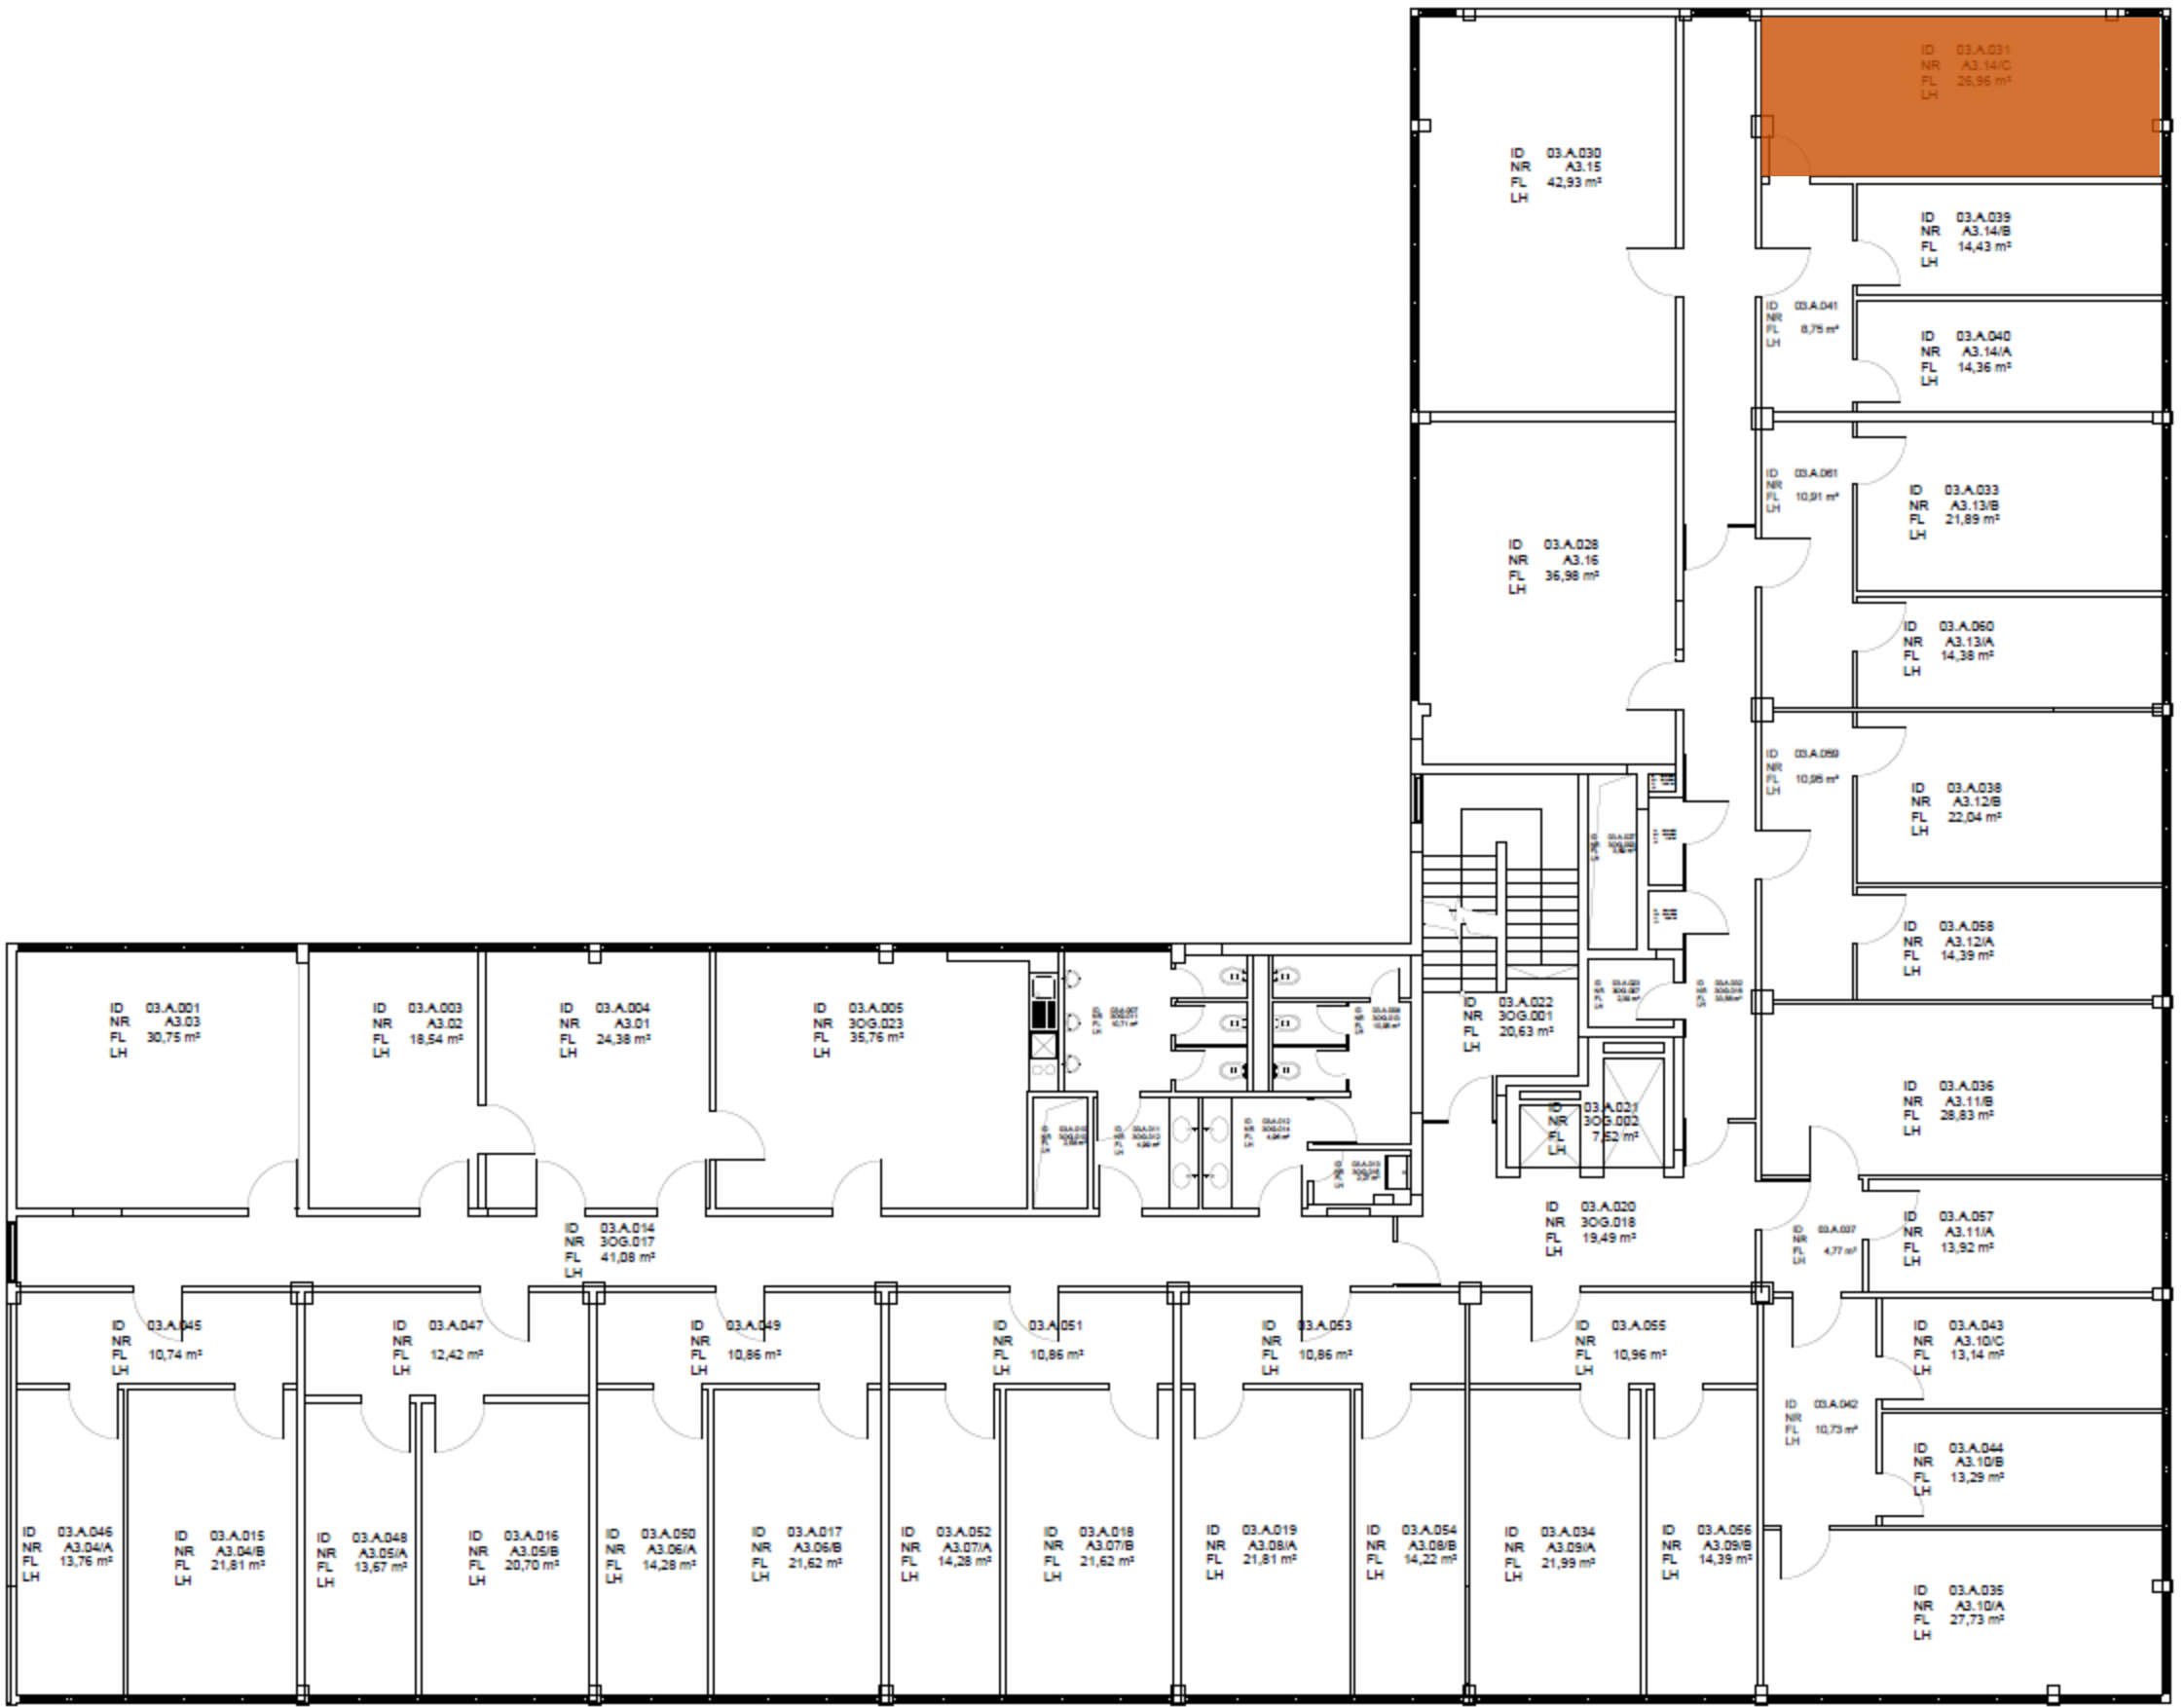 ID 03.A.031
NR A3.14/C
FL 26,96 m²
LH
ID 03.A.030
NR A3.15
FL 42,93 m²
LH
ID 03.A.039
NR A3.14/B
FL 14,43 m²
LH
ID 03.A.041
NR
FL 8,75 m²
LH
ID 03.A.040
NR A3.14/A
FL 14,36 m²
LH
ID 03.A.061
NR
FL 10,91 m²
LH
ID 03.A.033
NR A3.13/B
FL 21,89 m²
LH
ID 03.A.028
NR A3.16
FL 36,98 m²
LH
ID 03.A.060
NR A3.13/A
FL 14,38 m²
LH
ID 03.A.059
NR
FL 10,95 m²
LH
ID 03.A.038
NR A3.12/B
FL 22,04 m²
LH
ID 03.A.058
NR A3.12/A
FL 14,39 m²
LH
ID 03.A.001
NR A3.03
FL 30,75 m²
LH
ID 03.A.003
NR A3.02
FL 18,54 m²
LH
ID 03.A.004
NR A3.01
FL 24,38 m²
LH
ID 03.A.005
NR 3OG.023
FL 35,76 m²
LH
ID 03.A.022
NR 3OG.001
FL 20,63 m²
LH
ID 03.A.036
NR A3.11/B
FL 28,83 m²
LH
ID 03.A.021
NR 3OG.002
FL 7,52 m²
LH
ID 03.A.014
NR 3OG.017
FL 41,08 m²
LH
ID 03.A.020
NR 3OG.018
FL 19,49 m²
LH
ID 03.A.037
NR
FL 4,77 m²
LH
ID 03.A.057
NR A3.11/A
FL 13,92 m²
LH
ID 03.A.045
NR
FL 10,74 m²
LH
ID 03.A.047
NR
FL 12,42 m²
LH
ID 03.A.049
NR
FL 10,86 m²
LH
ID 03.A.051
NR
FL 10,86 m²
LH
ID 03.A.053
NR
FL 10,86 m²
LH
ID 03.A.055
NR
FL 10,96 m²
LH
ID 03.A.043
NR A3.10/C
FL 13,14 m²
LH
ID 03.A.042
NR
FL 10,73 m²
LH
ID 03.A.044
NR A3.10/B
FL 13,29 m²
LH
ID 03.A.046
NR A3.04/A
FL 13,76 m²
LH
ID 03.A.015
NR A3.04/B
FL 21,81 m²
LH
ID 03.A.048
NR A3.05/A
FL 13,67 m²
LH
ID 03.A.016
NR A3.05/B
FL 20,70 m²
LH
ID 03.A.050
NR A3.06/A
FL 14,28 m²
LH
ID 03.A.017
NR A3.06/B
FL 21,62 m²
LH
ID 03.A.052
NR A3.07/A
FL 14,28 m²
LH
ID 03.A.018
NR A3.07/B
FL 21,62 m²
LH
ID 03.A.019
NR A3.08/A
FL 21,81 m²
LH
ID 03.A.054
NR A3.08/B
FL 14,22 m²
LH
ID 03.A.034
NR A3.09/A
FL 21,99 m²
LH
ID 03.A.056
NR A3.09/B
FL 14,39 m²
LH
ID 03.A.035
NR A3.10/A
FL 27,73 m²
LH